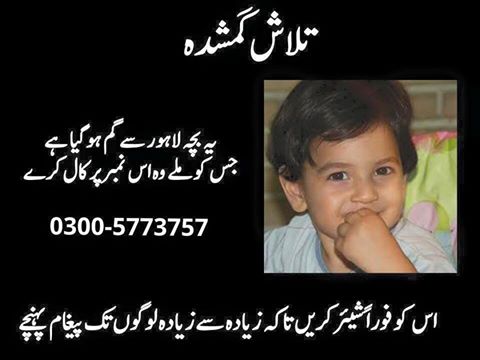 تلاش گمشدہ
یہ بچہ لاہور سے گم ہو گیا ہے
جس کو ملے وہ اس نمبر پر کال کرے
0300-5773757
اس کو فوراً شیئر کریں تاکہ زیادہ سے زیادہ لوگوں تک پیغام پہنچے